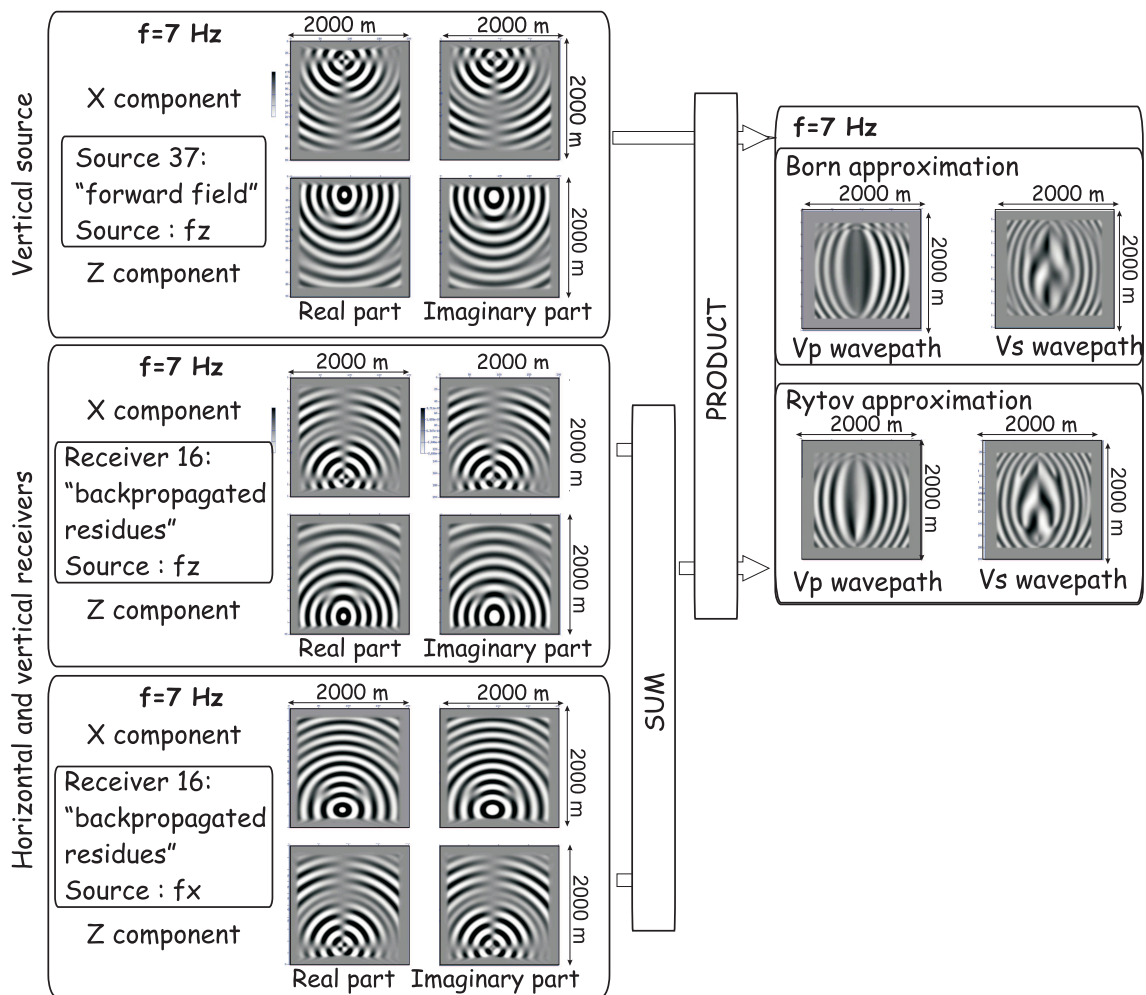 Vertical source
f=7 Hz
2000 m
2000 m
X component
2000 m
Source 37:
“forward field”
Source : fz
2000 m
Z component
Real part
Imaginary part
Horizontal and vertical receivers
f=7 Hz
2000 m
2000 m
X component
2000 m
Receiver 16:
“backpropagated
residues”
Source : fz
2000 m
Z component
Real part
Imaginary part
f=7 Hz
2000 m
2000 m
X component
2000 m
Receiver 16:
“backpropagated
residues”
Source : fx
2000 m
Z component
Real part
Imaginary part
SUM
PRODUCT
f=7 Hz
Born approximation
2000 m
2000 m
2000 m
2000 m
Vp wavepath
Vs wavepath
Rytov approximation
2000 m
2000 m
2000 m
2000 m
Vp wavepath
Vs wavepath